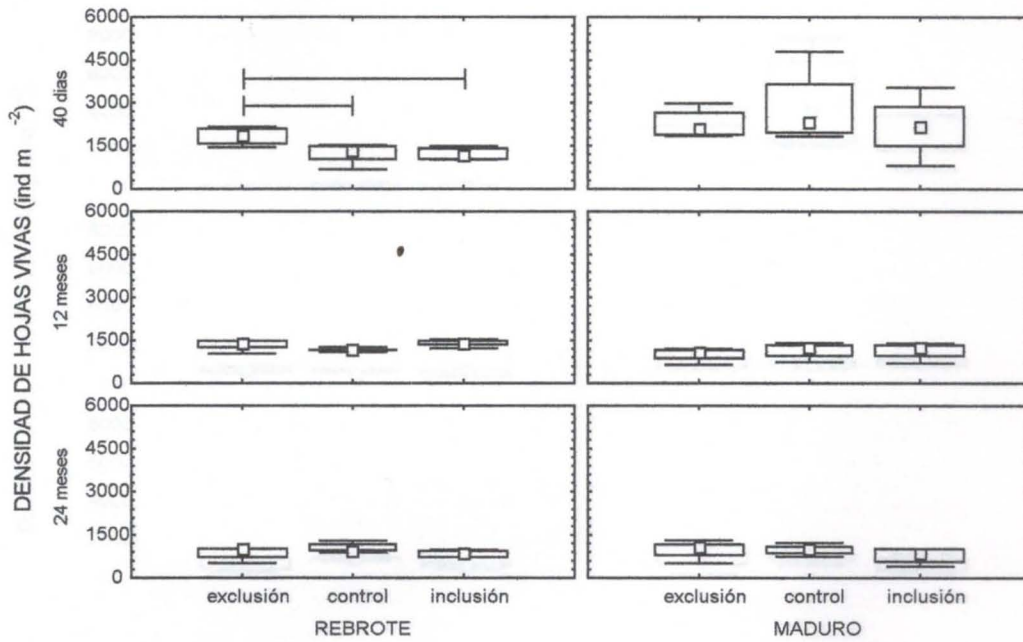 DENSIDAD DE HOJAS VIVAS (ind m -2)
40 dias
6000
4500
3000
1500
0
12 meses
6000
4500
3000
1500
0
24 meses
6000
4500
3000
1500
0
exclusión control inclusión exclusión control inclusión
REBROTE MADURO